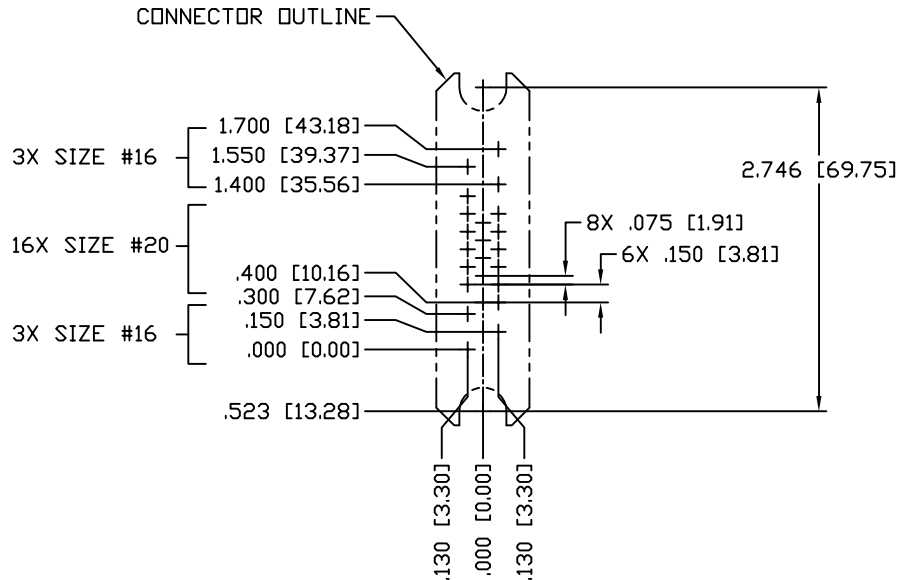 CONNECTOR OUTLINE
1.700 [43.18]
3X SIZE #16
1.550 [39.37]
1.400 [35.56]
2.746 [69.75]
8X .075 [1.91]
16X SIZE #20
6X .150 [3.81]
.400 [10.16]
.300 [7.62]
3X SIZE #16
.150 [3.81]
.000 [0.00]
.523 [13.28]
.130 [3.30]
.000 [0.00]
.130 [3.30]